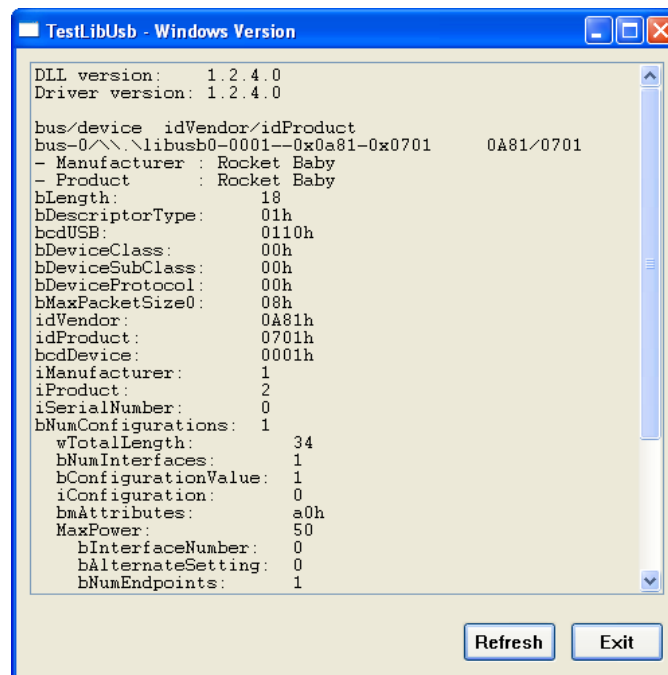 TestLibUsb - Windows Version
DLL version:    1.2.4.0
Driver version: 1.2.4.0
bus/device  idVendor/idProduct
bus-0/\\.\libusb0-0001--0x0a81-0x0701     0A81/0701
- Manufacturer : Rocket Baby
- Product      : Rocket Baby
bLength:             18
bDescriptorType:     01h
bcdUSB:              0110h
bDeviceClass:        00h
bDeviceSubClass:     00h
bDeviceProtocol:     00h
bMaxPacketSize0:     08h
idVendor:            0A81h
idProduct:           0701h
bcdDevice:           0001h
iManufacturer:       1
iProduct:            2
iSerialNumber:       0
bNumConfigurations:  1
  wTotalLength:         34
  bNumInterfaces:       1
  bConfigurationValue:  1
  iConfiguration:       0
  bmAttributes:         a0h
  MaxPower:             50
    bInterfaceNumber:   0
    bAlternateSetting:  0
    bNumEndpoints:      1
Refresh Exit